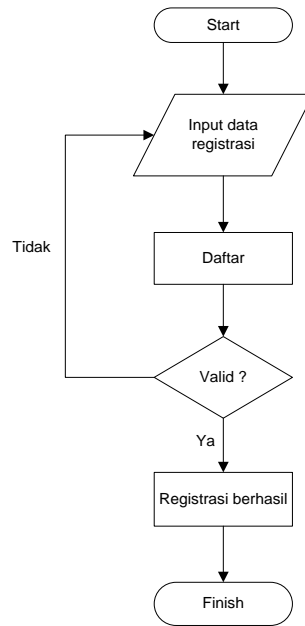 Start
Input data
registrasi
Tidak
Daftar
Valid ?
Ya
Registrasi berhasil
Finish